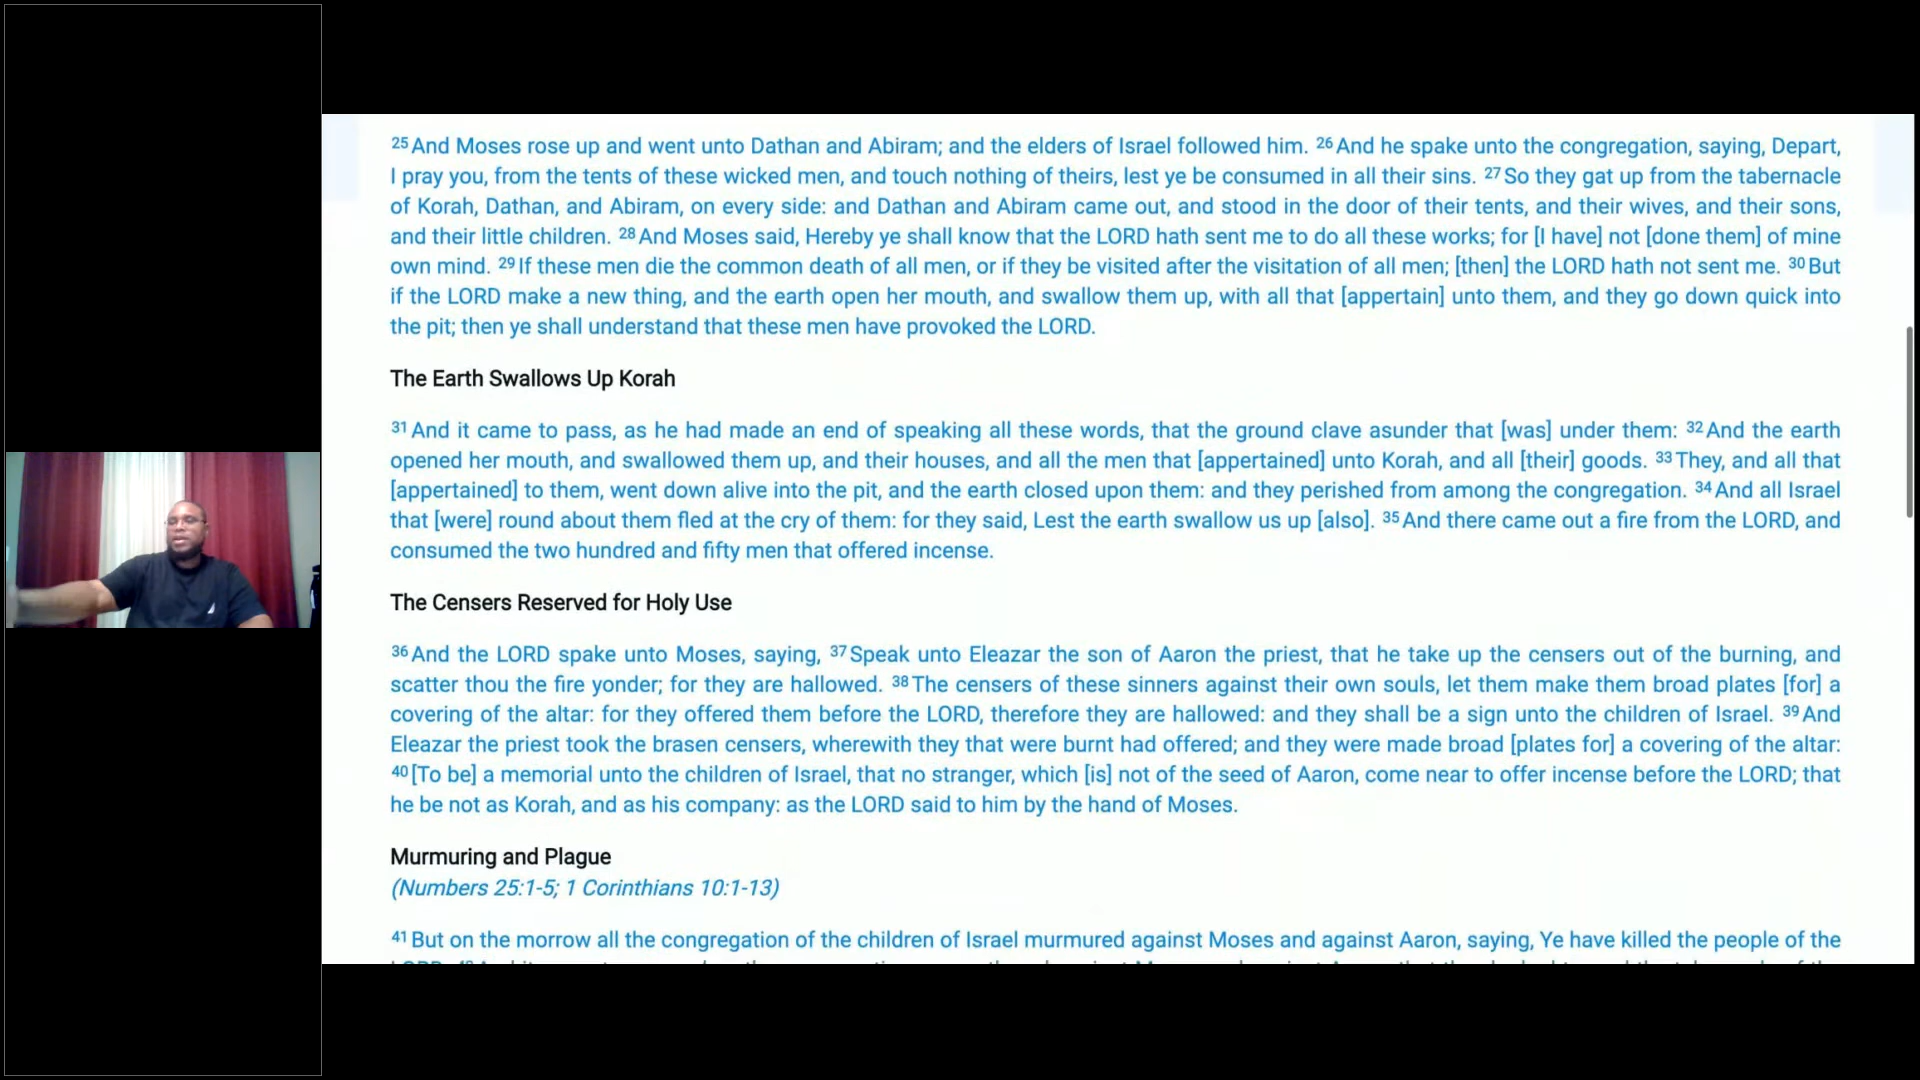 25 And Moses rose up and went unto Dathan and Abiram; and the elders of Israel followed him. 26 And he spake unto the congregation, saying, Depart,
I pray you, from the tents of these wicked men, and touch nothing of theirs, lest ye be consumed in all their sins. 27 So they gat up from the tabernacle
of Korah, Dathan, and Abiram, on every side: and Dathan and Abiram came out, and stood in the door of their tents, and their wives, and their sons,
and their little children. 28 And Moses said, Hereby ye shall know that the LORD hath sent me to do all these works; for [I have] not [done them] of mine
own mind. 29 If these men die the common death of all men, or if they be visited after the visitation of all men; [then] the LORD hath not sent me. 30 But
if the LORD make a new thing, and the earth open her mouth, and swallow them up, with all that [appertain] unto them, and they go down quick into
the pit; then ye shall understand that these men have provoked the LORD.
The Earth Swallows Up Korah
31 And it came to pass, as he had made an end of speaking all these words, that the ground clave asunder that [was] under them: 32 And the earth
opened her mouth, and swallowed them up, and their houses, and all the men that [appertained] unto Korah, and all [their] goods. 33 They, and all that
[appertained] to them, went down alive into the pit, and the earth closed upon them: and they perished from among the congregation. 34 And all Israel
that [were] round about them fled at the cry of them: for they said, Lest the earth swallow us up [also]. 35 And there came out a fire from the LORD, and
consumed the two hundred and fifty men that offered incense.
The Censers Reserved for Holy Use
36 And the LORD spake unto Moses, saying, 37 Speak unto Eleazar the son of Aaron the priest, that he take up the censers out of the burning, and
scatter thou the fire yonder; for they are hallowed. 38 The censers of these sinners against their own souls, let them make them broad plates [for] a
covering of the altar: for they offered them before the LORD, therefore they are hallowed: and they shall be a sign unto the children of Israel. 39 And
Eleazar the priest took the brasen censers, wherewith they that were burnt had offered; and they were made broad [plates for] a covering of the altar:
40 [To be] a memorial unto the children of Israel, that no stranger, which [is] not of the seed of Aaron, come near to offer incense before the LORD; that
he be not as Korah, and as his company: as the LORD said to him by the hand of Moses.
Murmuring and Plague
(Numbers 25:1-5; 1 Corinthians 10:1-13)
41 But on the morrow all the congregation of the children of Israel murmured against Moses and against Aaron, saying, Ye have killed the people of the